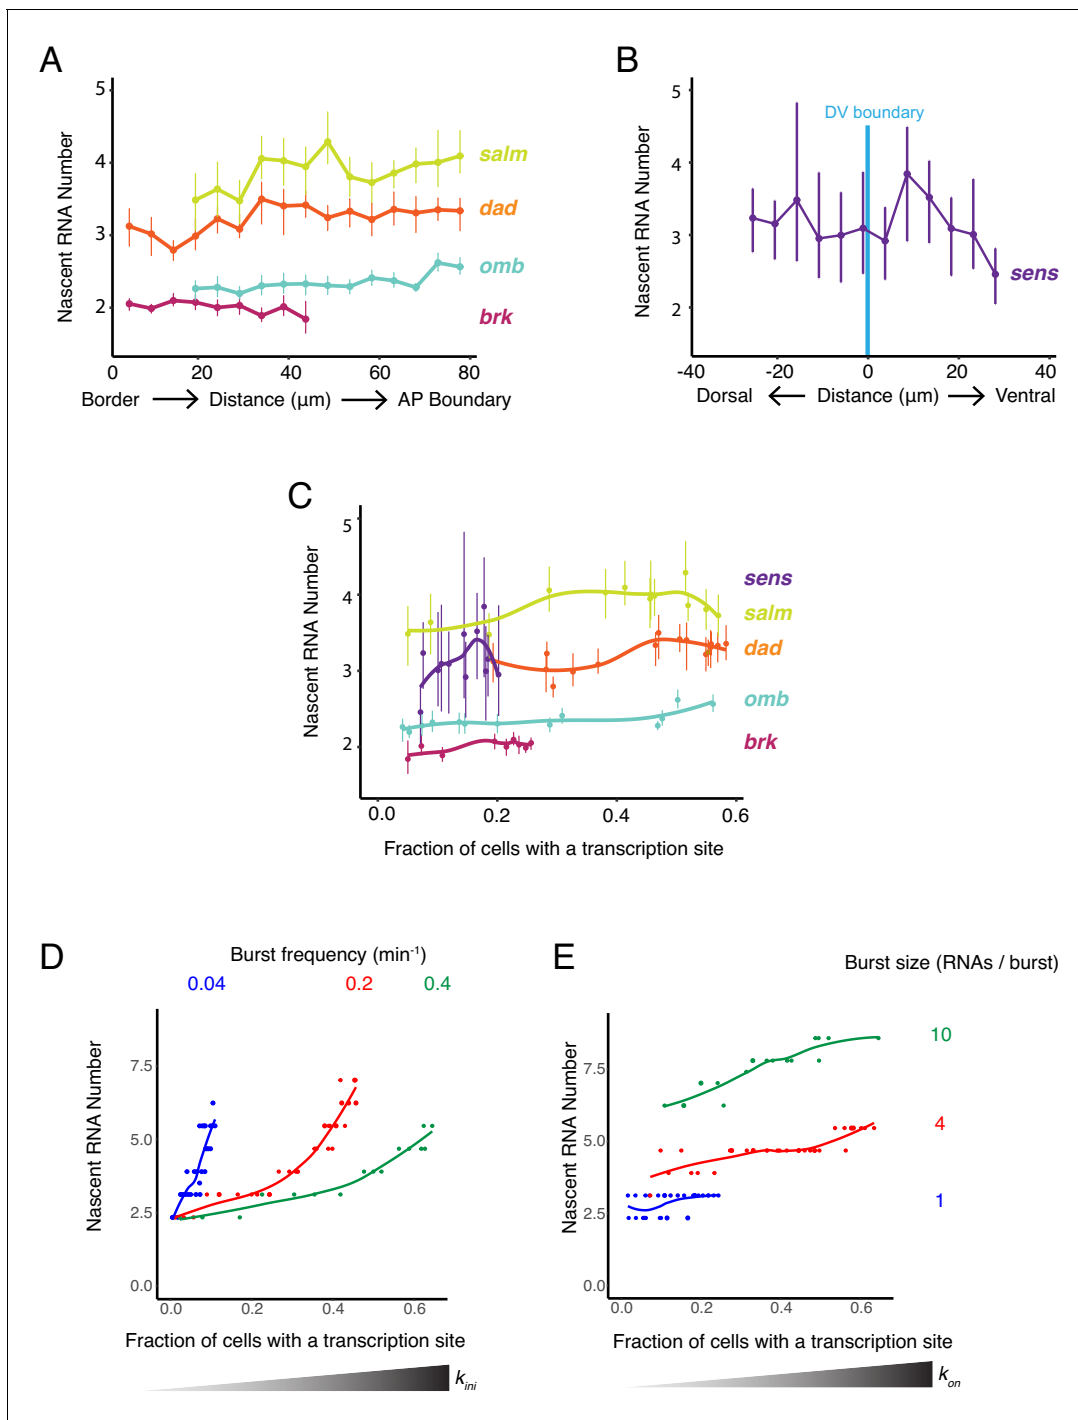 A
5
4
3
2
Nascent RNA Number
salm
dad
omb
brk
0 20 40 60 80
Border Distance (µm) AP Boundary
B
5
4
3
2
Nascent RNA Number
DV boundary
sens
-40 -20 0 20 40
Dorsal Distance (µm) Ventral
C
5
4
3
2
Nascent RNA Number
sens
salm
dad
omb
brk
0.0 0.2 0.4 0.6
Fraction of cells with a transcription site
D
Burst frequency (min⁻¹)
0.04 0.2 0.4
7.5
5.0
2.5
0.0
Nascent RNA Number
0.0 0.2 0.4 0.6
Fraction of cells with a transcription site
k_ini
E
Burst size (RNAs / burst)
10
4
1
7.5
5.0
2.5
0.0
Nascent RNA Number
0.0 0.2 0.4 0.6
Fraction of cells with a transcription site
k_on